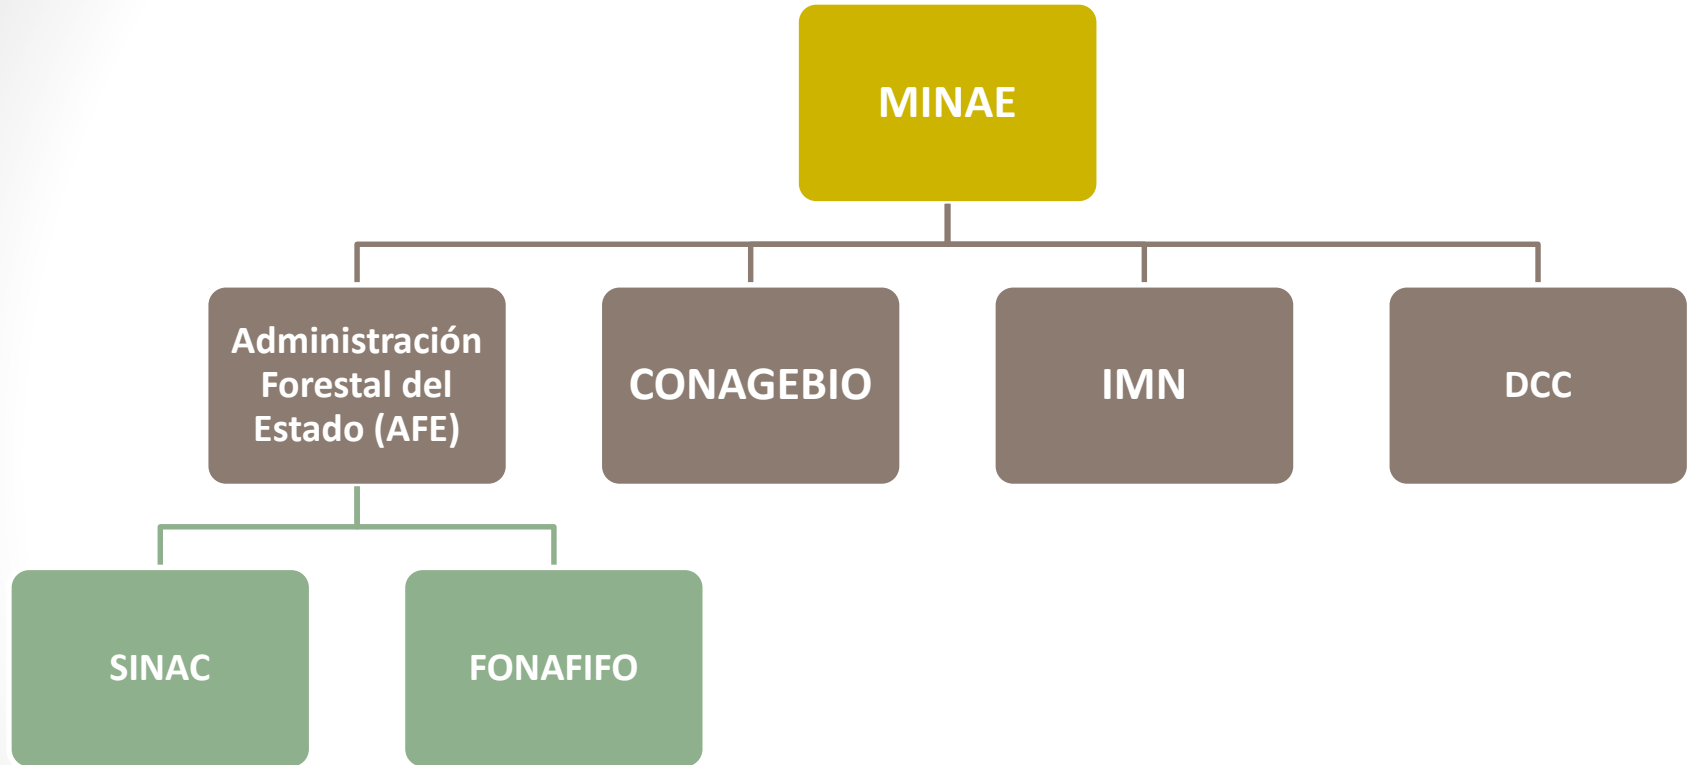 MINAE
Administración
Forestal del
Estado (AFE)
CONAGEBIO
IMN
DCC
SINAC
FONAFIFO